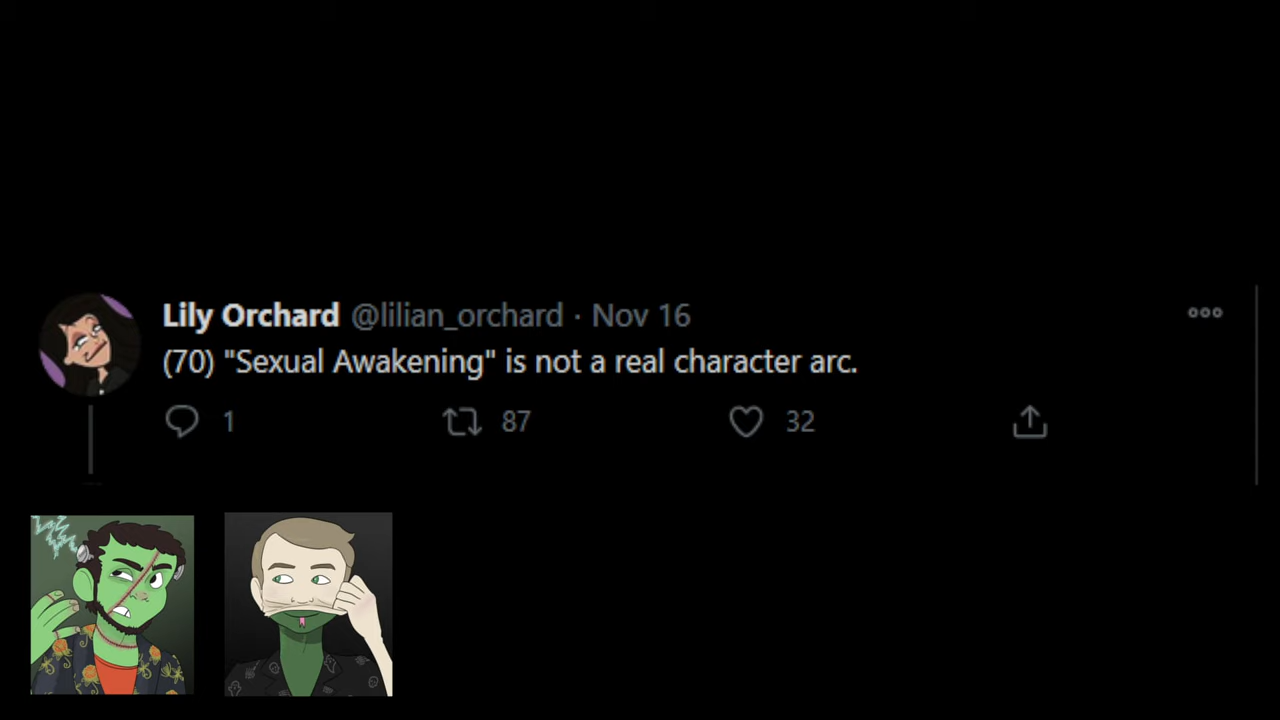 Lily Orchard @lilian_orchard · Nov 16
(70) "Sexual Awakening" is not a real character arc.
1 87 32